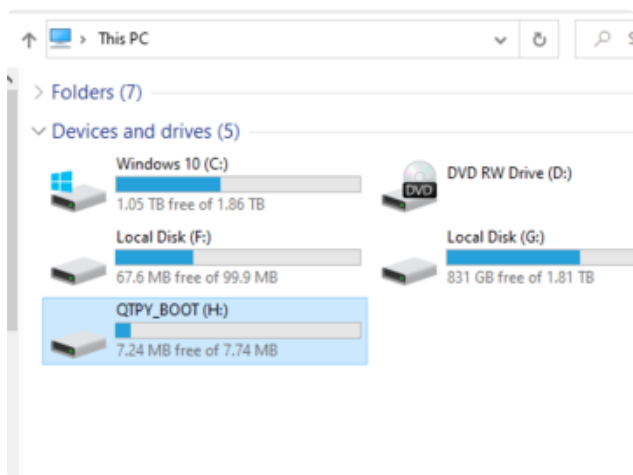 This PC
S
Folders (7)
Devices and drives (5)
Windows 10 (C:)
1.05 TB free of 1.86 TB
DVD
DVD RW Drive (D:)
Local Disk (F:)
67.6 MB free of 99.9 MB
Local Disk (G:)
831 GB free of 1.81 TB
QTPY_BOOT (H:)
7.24 MB free of 7.74 MB